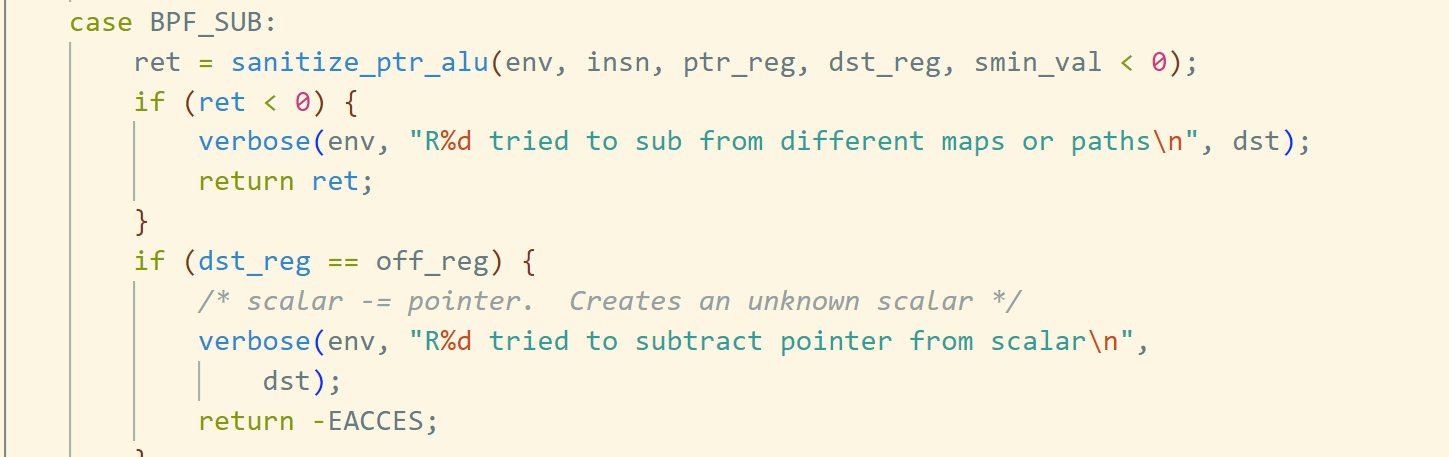 case BPF_SUB:
ret = sanitize_ptr_alu(env, insn, ptr_reg, dst_reg, smin_val < 0);
if (ret < 0) {
verbose(env, "R%d tried to sub from different maps or paths\n", dst);
return ret;
}
if (dst_reg == off_reg) {
/* scalar -= pointer.  Creates an unknown scalar */
verbose(env, "R%d tried to subtract pointer from scalar\n",
dst);
return -EACCES;
}